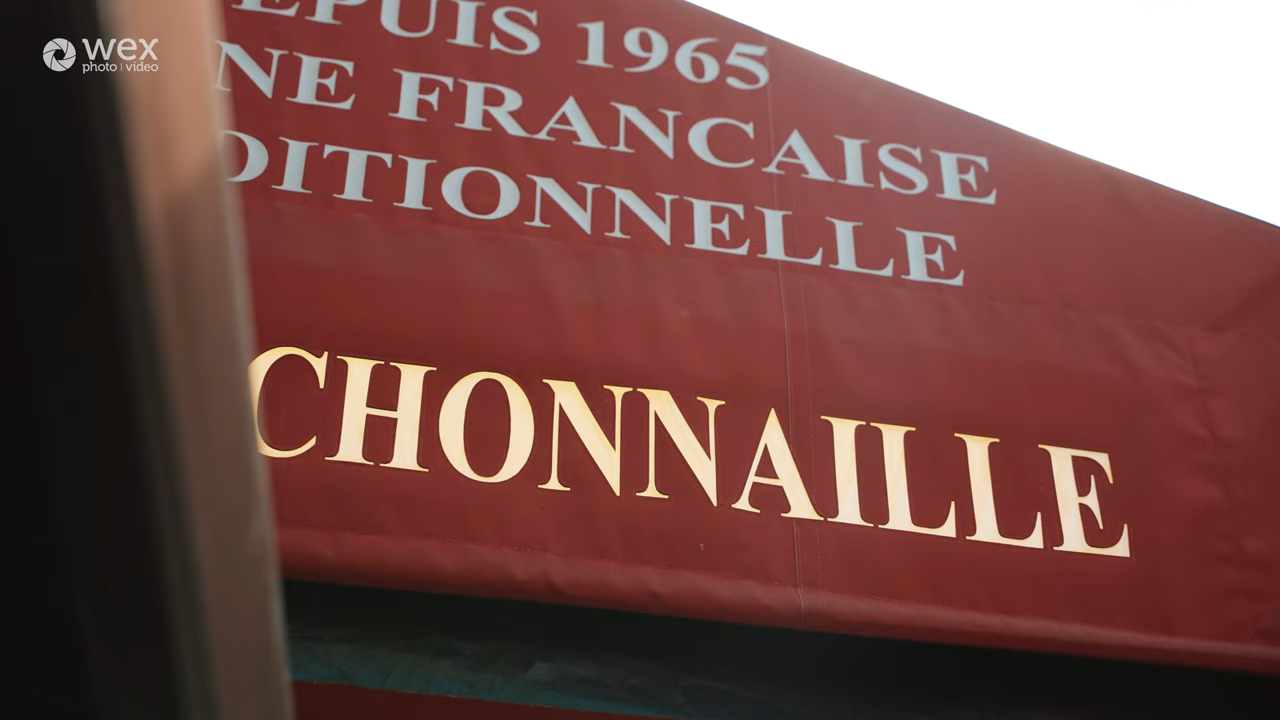 wex
photo | video
EPUIS 1965
NE FRANCAISE
DITIONNELLE
CHONNAILLE